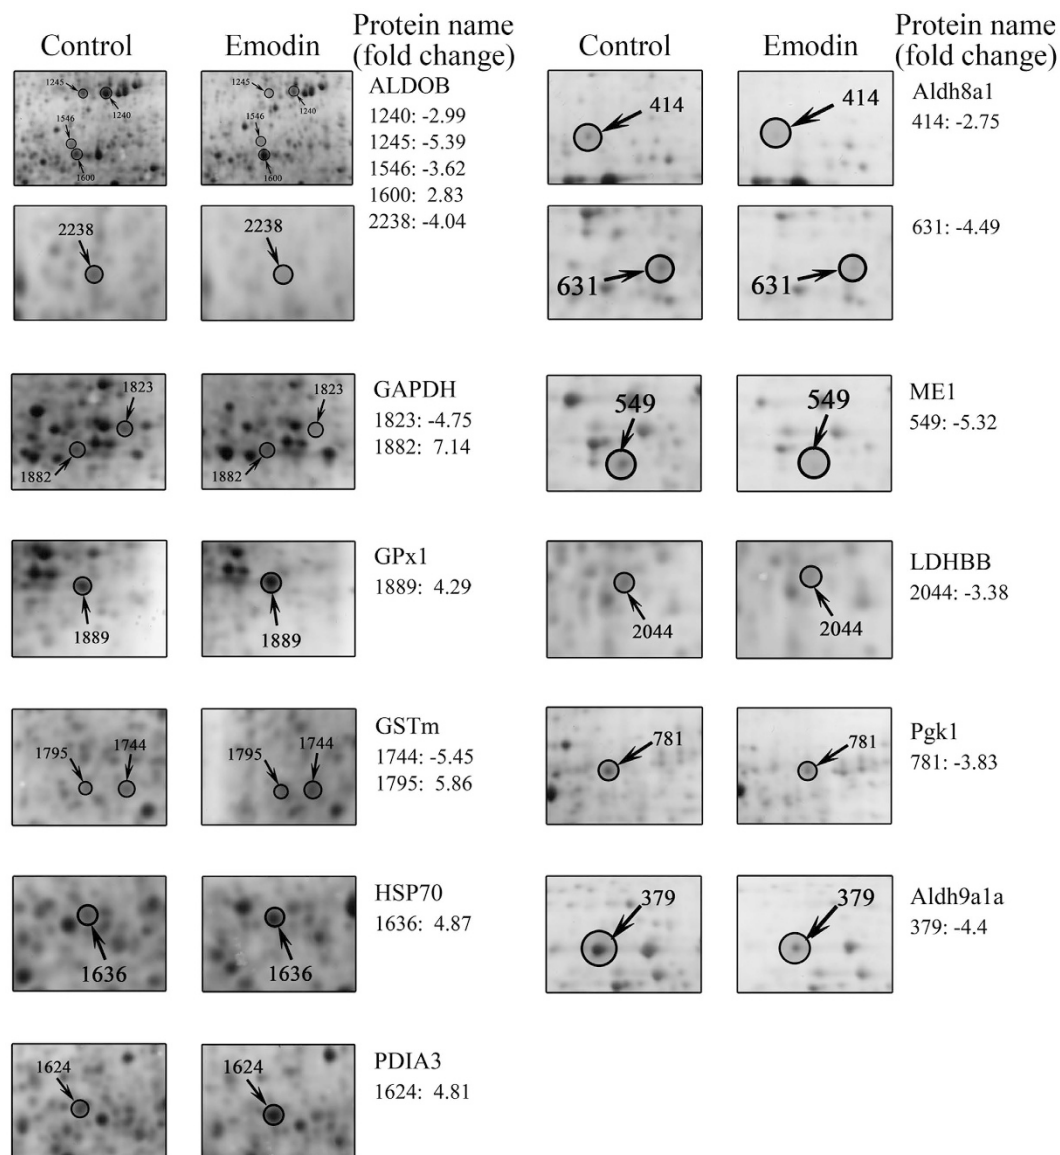 Control
Emodin
Protein name
(fold change)
1245
1240
1546
1600
1245
1240
1546
1600
ALDOB
1240: -2.99
1245: -5.39
1546: -3.62
1600: 2.83
2238: -4.04
2238
2238
1823
1882
1823
1882
GAPDH
1823: -4.75
1882: 7.14
1889
1889
GPx1
1889: 4.29
1795
1744
1795
1744
GSTm
1744: -5.45
1795: 5.86
1636
1636
HSP70
1636: 4.87
1624
1624
PDIA3
1624: 4.81
Control
Emodin
Protein name
(fold change)
414
414
Aldh8a1
414: -2.75
631
631
631: -4.49
549
549
ME1
549: -5.32
2044
2044
LDHBB
2044: -3.38
781
781
Pgk1
781: -3.83
379
379
Aldh9a1a
379: -4.4